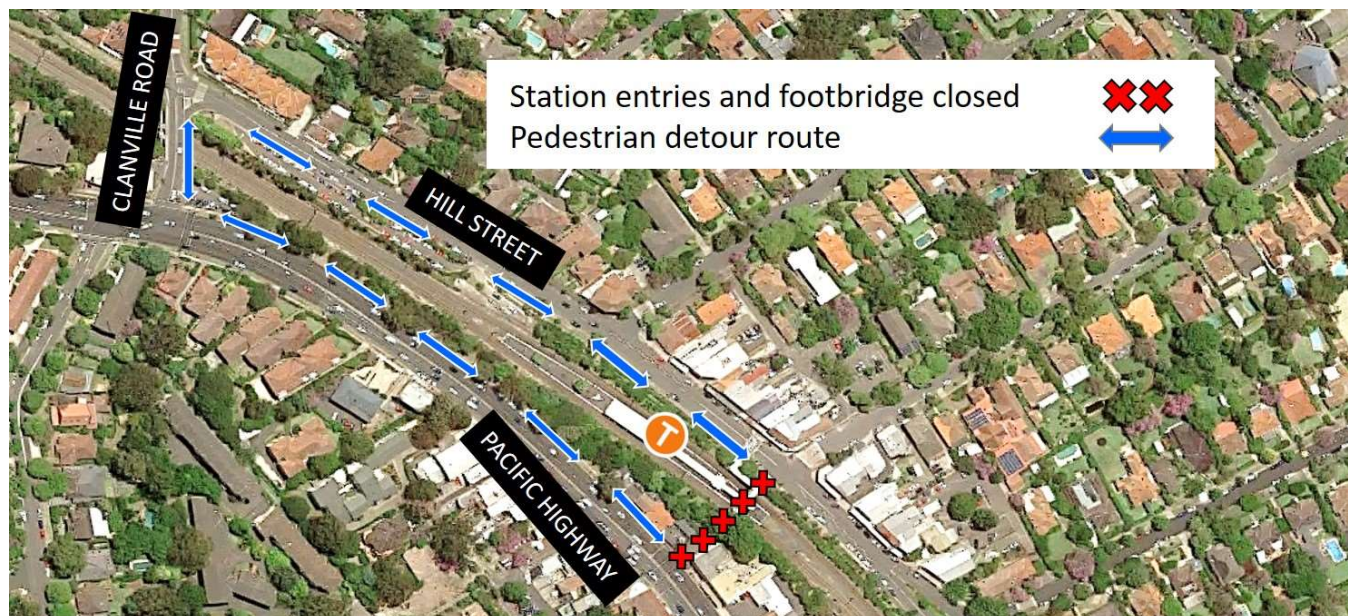 CLANVILLE ROAD
Station entries and footbridge closed
Pedestrian detour route
HILL STREET
T
PACIFIC HIGHWAY